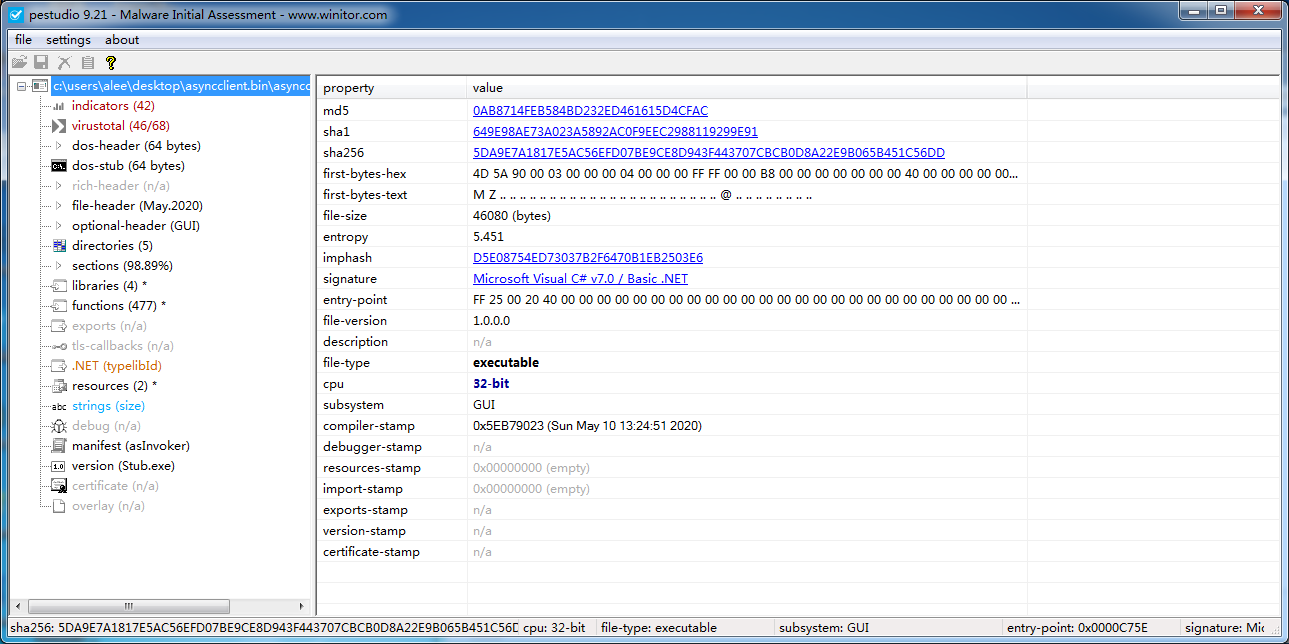 pestudio 9.21 - Malware Initial Assessment - www.winitor.com
file settings about
c:\users\alee\desktop\asyncclient.bin\asyncc
indicators (42)
virustotal (46/68)
dos-header (64 bytes)
dos-stub (64 bytes)
rich-header (n/a)
file-header (May.2020)
optional-header (GUI)
directories (5)
sections (98.89%)
libraries (4) *
functions (477) *
exports (n/a)
tls-callbacks (n/a)
.NET (typelibId)
resources (2) *
abc strings (size)
debug (n/a)
manifest (asInvoker)
1.0 version (Stub.exe)
certificate (n/a)
overlay (n/a)
property value
md5 0AB8714FEB584BD232ED461615D4CFAC
sha1 649E98AE73A023A5892AC0F9EEC2988119299E91
sha256 5DA9E7A1817E5AC56EFD07BE9CE8D943F443707CBCB0D8A22E9B065B451C56DD
first-bytes-hex 4D 5A 90 00 03 00 00 00 04 00 00 00 FF FF 00 00 B8 00 00 00 00 00 00 00 40 00 00 00 00 00...
first-bytes-text M Z .. .. .. .. .. .. .. .. .. .. .. .. .. .. .. .. .. .. .. .. .. .. @ .. .. .. .. .. .. .. ..
file-size 46080 (bytes)
entropy 5.451
imphash D5E08754ED73037B2F6470B1EB2503E6
signature Microsoft Visual C# v7.0 / Basic .NET
entry-point FF 25 00 20 40 00 00 00 00 00 00 00 00 00 00 00 00 00 00 00 00 00 00 00 00 00 00 00 00 00 ...
file-version 1.0.0.0
description n/a
file-type executable
cpu 32-bit
subsystem GUI
compiler-stamp 0x5EB79023 (Sun May 10 13:24:51 2020)
debugger-stamp n/a
resources-stamp 0x00000000 (empty)
import-stamp 0x00000000 (empty)
exports-stamp n/a
version-stamp n/a
certificate-stamp n/a
sha256: 5DA9E7A1817E5AC56EFD07BE9CE8D943F443707CBCB0D8A22E9B065B451C56D cpu: 32-bit file-type: executable subsystem: GUI entry-point: 0x0000C75E signature: Mic